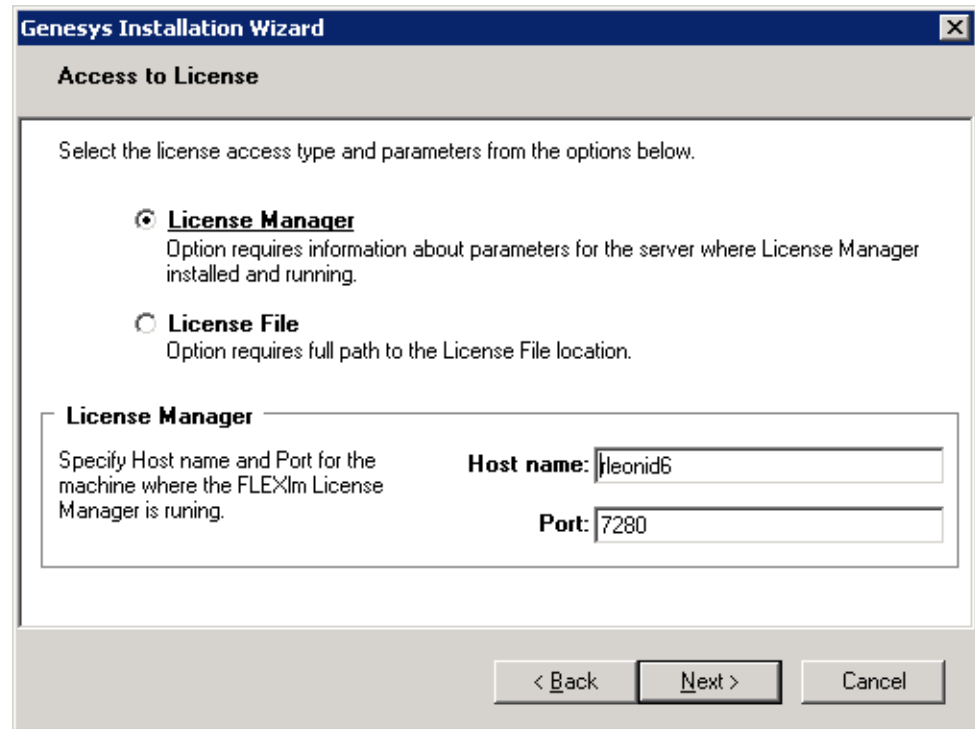 Genesys Installation Wizard
Access to License
Select the license access type and parameters from the options below.
License Manager
Option requires information about parameters for the server where License Manager
installed and running.
License File
Option requires full path to the License File location.
License Manager
Specify Host name and Port for the
machine where the FLEXlm License
Manager is runing.
Host name: rleonid6
Port: 7280
< Back
Next >
Cancel